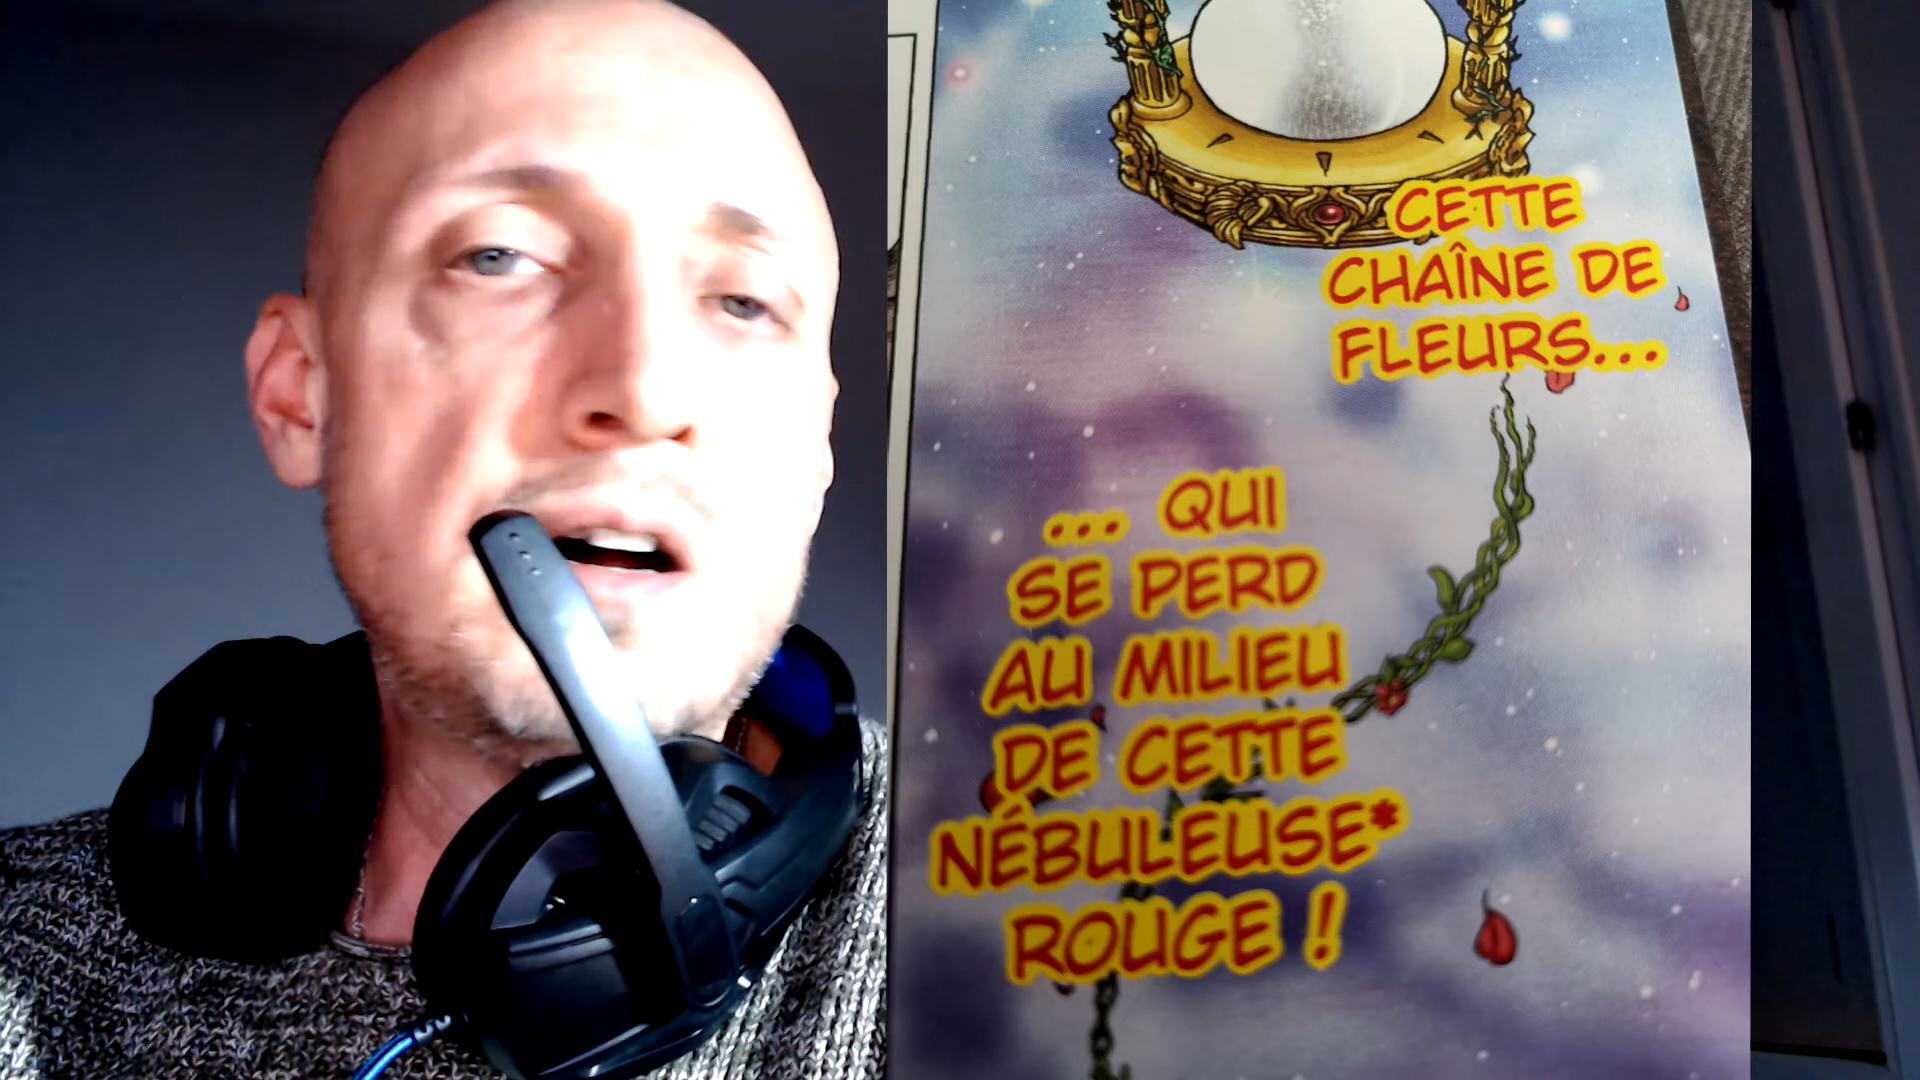 CETTE
CHAÎNE DE
FLEURS...
... QUI
SE PERD
AU MILIEU
DE CETTE
NÉBULEUSE*
ROUGE !